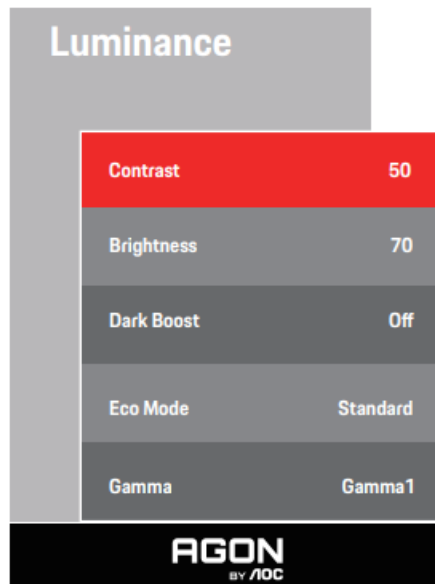 Luminance
Contrast 50
Brightness 70
Dark Boost Off
Eco Mode Standard
Gamma Gamma1
AGON
BY AOC